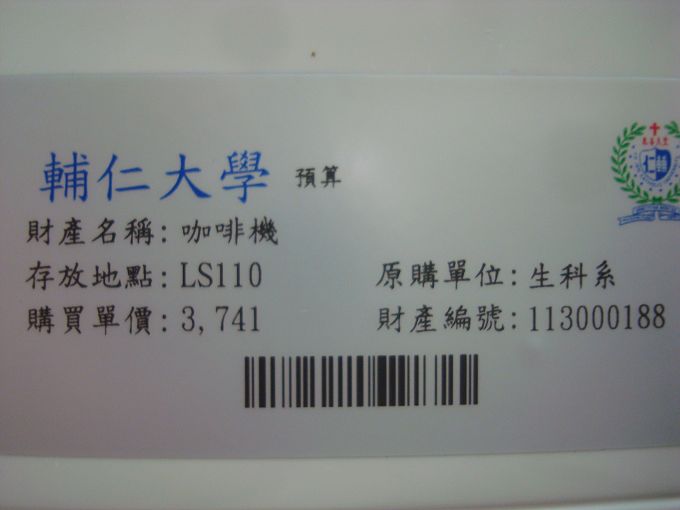 輔仁大學 預算
財產名稱: 咖啡機
存放地點: LS110 原購單位: 生科系
購買單價: 3,741 財產編號: 113000188